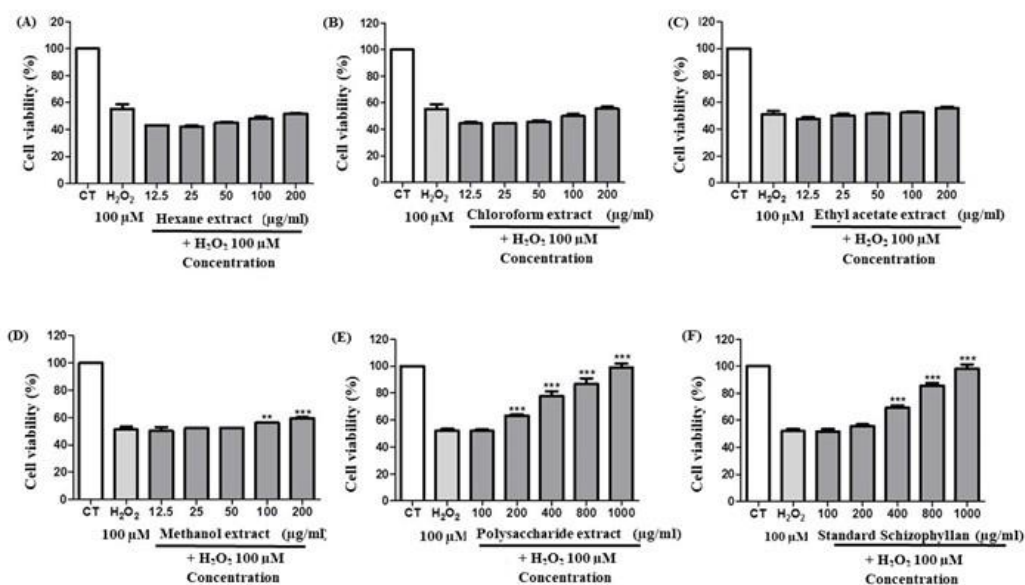 (A)
Cell viability (%)
20
100
80
60
40
20
0
CT H₂O₂ 12.5 25 50 100 200
100 µM Hexane extract (µg/ml)
+ H₂O₂ 100 µM
Concentration
(B)
Cell viability (%)
120
100
80
60
40
20
0
CT H₂O₂ 12.5 25 50 100 200
100 µM Chloroform extract (µg/ml)
+ H₂O₂ 100 µM
Concentration
(C)
Cell viability (%)
120
100
80
60
40
20
0
CT H₂O₂ 12.5 25 50 100 200
100 µM Ethyl acetate extract (µg/ml)
+ H₂O₂ 100 µM
Concentration
(D)
Cell viability (%)
120
100
80
60
40
20
0
** ***
CT H₂O₂ 12.5 25 50 100 200
100 µM Methanol extract (µg/ml)
+ H₂O₂ 100 µM
Concentration
(E)
Cell viability (%)
120
100
80
60
40
20
0
*** *** *** ***
CT H₂O₂ 100 200 400 800 1000
100 µM Polysaccharide extract (µg/ml)
+ H₂O₂ 100 µM
Concentration
(F)
Cell viability (%)
120
100
80
60
40
20
0
*** *** ***
CT H₂O₂ 100 200 400 800 1000
100 µM Standard Schizophyllan (µg/ml)
+ H₂O₂ 100 µM
Concentration